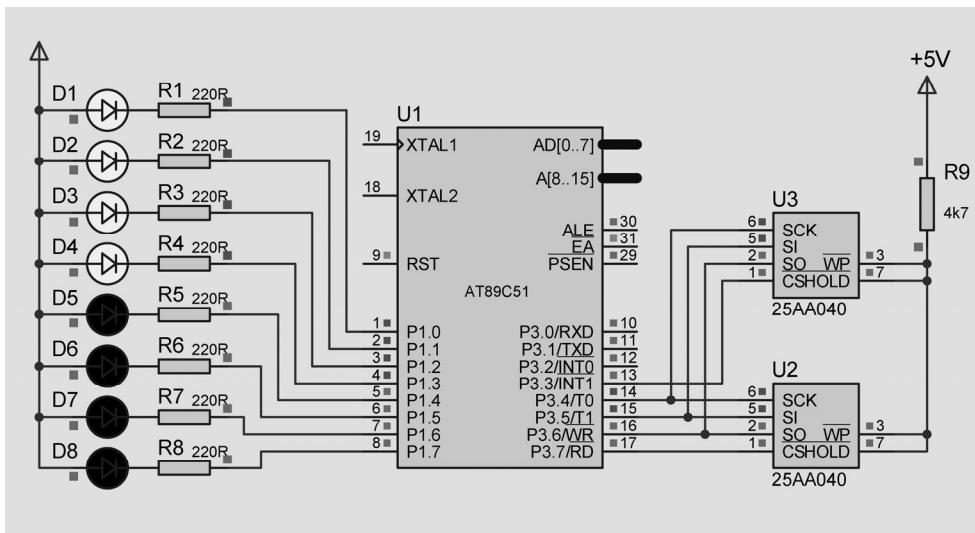 D1 R1 220R
D2 R2 220R
D3 R3 220R
D4 R4 220R
D5 R5 220R
D6 R6 220R
D7 R7 220R
D8 R8 220R
U1
19 XTAL1
18 XTAL2
9 RST
1 P1.0
2 P1.1
3 P1.2
4 P1.3
5 P1.4
6 P1.5
7 P1.6
8 P1.7
AT89C51
AD[0..7]
A[8..15]
ALE 30
EA 31
PSEN 29
P3.0/RXD 10
P3.1/TXD 11
P3.2/INT0 12
P3.3/INT1 13
P3.4/T0 14
P3.5/T1 15
P3.6/WR 16
P3.7/RD 17
U3
6 SCK
5 SI
2 SO WP 3
1 CSHOLD 7
25AA040
U2
6 SCK
5 SI
2 SO WP 3
1 CSHOLD 7
25AA040
+5V
R9
4k7